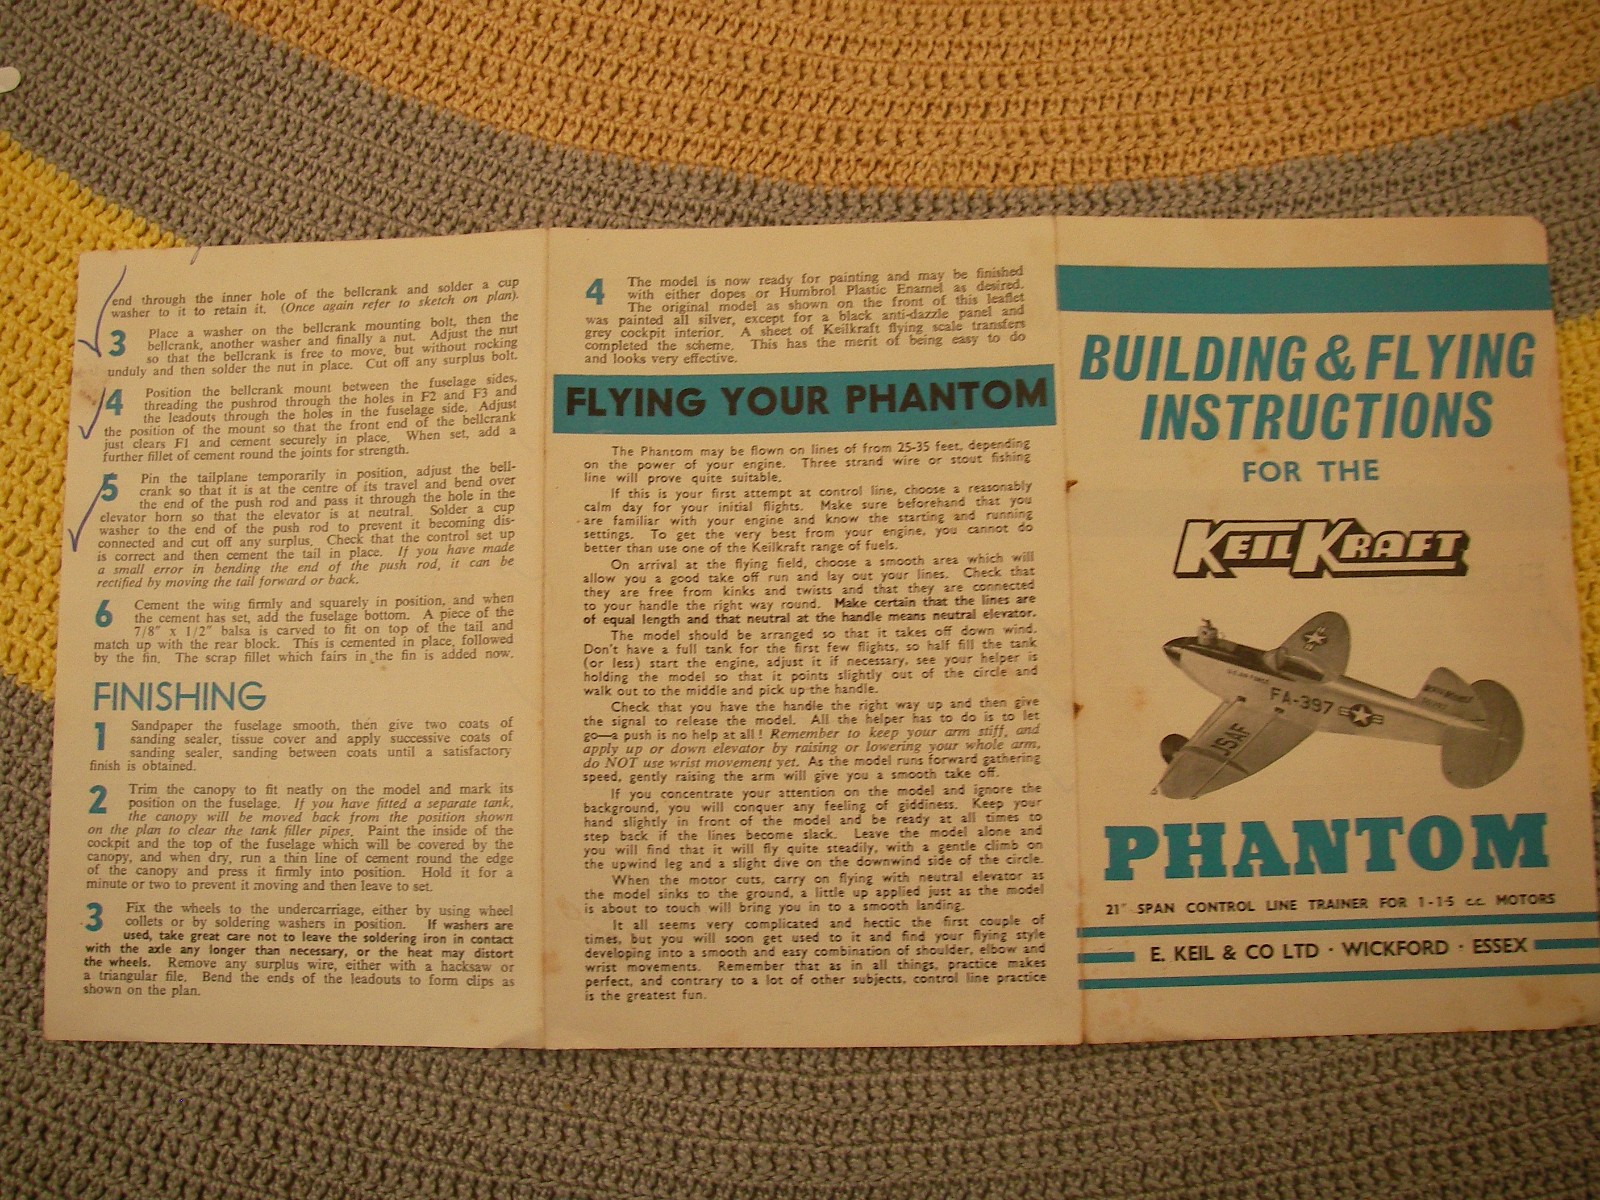 end through the inner hole of the bellcrank and solder a cup
washer to it to retain it. (Once again refer to sketch on plan).
3 Place a washer on the bellcrank mounting bolt, then the
bellcrank, another washer and finally a nut. Adjust the nut
so that the bellcrank is free to move, but without rocking
unduly and then solder the nut in place. Cut off any surplus bolt.
4 Position the bellcrank mount between the fuselage sides,
threading the pushrod through the holes in F2 and F3 and
the leadouts through the holes in the fuselage side. Adjust
the position of the mount so that the front end of the bellcrank
just clears F1 and cement securely in place. When set, add a
further fillet of cement round the joints for strength.
5 Pin the tailplane temporarily in position, adjust the bell-
crank so that it is at the centre of its travel and bend over
the end of the push rod and pass it through the hole in the
elevator horn so that the elevator is at neutral. Solder a cup
washer to the end of the push rod to prevent it becoming dis-
connected and cut off any surplus. Check that the control set up
is correct and then cement the tail in place. If you have made
a small error in bending the end of the push rod, it can be
rectified by moving the tail forward or back.
6 Cement the wing firmly and squarely in position, and when
the cement has set, add the fuselage bottom. A piece of the
7/8" x 1/2" balsa is carved to fit on top of the tail and
match up with the rear block. This is cemented in place, followed
by the fin. The scrap fillet which fairs in the fin is added now.
FINISHING
1 Sandpaper the fuselage smooth, then give two coats of
sanding sealer, tissue cover and apply successive coats of
sanding sealer, sanding between coats until a satisfactory
finish is obtained.
2 Trim the canopy to fit neatly on the model and mark its
position on the fuselage. If you have fitted a separate tank,
the canopy will be moved back from the position shown
on the plan to clear the tank filler pipes. Paint the inside of the
cockpit and the top of the fuselage which will be covered by the
canopy, and when dry, run a thin line of cement round the edge
of the canopy and press it firmly into position. Hold it for a
minute or two to prevent it moving and then leave to set.
3 Fix the wheels to the undercarriage, either by using wheel
collets or by soldering washers in position. If washers are
used, take great care not to leave the soldering iron in contact
with the axle any longer than necessary, or the heat may distort
the wheels. Remove any surplus wire, either with a hacksaw or
a triangular file. Bend the ends of the leadouts to form clips as
shown on the plan.
4 The model is now ready for painting and may be finished
with either dopes or Humbrol Plastic Enamel as desired.
The original model as shown on the front of this leaflet
was painted all silver, except for a black anti-dazzle panel and
grey cockpit interior. A sheet of Keilkraft flying scale transfers
completed the scheme. This has the merit of being easy to do
and looks very effective.
FLYING YOUR PHANTOM
The Phantom may be flown on lines of from 25-35 feet, depending
on the power of your engine. Three strand wire or stout fishing
line will prove quite suitable.
If this is your first attempt at control line, choose a reasonably
calm day for your initial flights. Make sure beforehand that you
are familiar with your engine and know the starting and running
settings. To get the very best from your engine, you cannot do
better than use one of the Keilkraft range of fuels.
On arrival at the flying field, choose a smooth area which will
allow you a good take off run and lay out your lines. Check that
they are free from kinks and twists and that they are connected
to your handle the right way round. Make certain that the lines are
of equal length and that neutral at the handle means neutral elevator.
The model should be arranged so that it takes off down wind.
Don't have a full tank for the first few flights, so half fill the tank
(or less) start the engine, adjust it if necessary, see your helper is
holding the model so that it points slightly out of the circle and
walk out to the middle and pick up the handle.
Check that you have the handle the right way up and then give
the signal to release the model. All the helper has to do is to let
go—a push is no help at all! Remember to keep your arm stiff, and
apply up or down elevator by raising or lowering your whole arm,
do NOT use wrist movement yet. As the model runs forward gathering
speed, gently raising the arm will give you a smooth take off.
If you concentrate your attention on the model and ignore the
background, you will conquer any feeling of giddiness. Keep your
hand slightly in front of the model and be ready at all times to
step back if the lines become slack. Leave the model alone and
you will find that it will fly quite steadily, with a gentle climb on
the upwind leg and a slight dive on the downwind side of the circle.
When the motor cuts, carry on flying with neutral elevator as
the model sinks to the ground, a little up applied just as the model
is about to touch will bring you in to a smooth landing.
It all seems very complicated and hectic the first couple of
times, but you will soon get used to it and find your flying style
developing into a smooth and easy combination of shoulder, elbow and
wrist movements. Remember that as in all things, practice makes
perfect, and contrary to a lot of other subjects, control line practice
is the greatest fun.
BUILDING & FLYING
INSTRUCTIONS
FOR THE
KEILKRAFT
U.S. AIR FORCE
FA-397
USAF
PHANTOM
21" SPAN CONTROL LINE TRAINER FOR 1-1·5 c.c. MOTORS
E. KEIL & CO LTD · WICKFORD · ESSEX